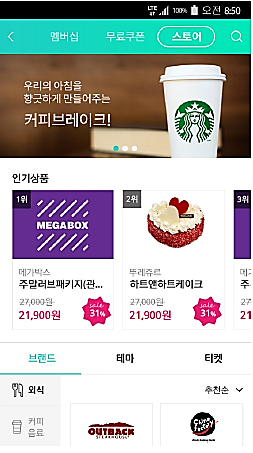 LTE 100% 오전 8:50
멤버십 무료쿠폰 스토어
우리의 아침을
향긋하게 만들어주는
커피브레이크!
인기상품
1위 2위 3위
MEGABOX
메가박스 뚜레쥬르 메가
주말러브패키지(관... 하트앤하트케이크 주
27,000원 27,000원 27,
21,900원 21,900원 21
sale 31% sale 31%
브랜드 테마 티켓
외식 추천순
커피
음료
OUTBACK
STEAKHOUSE